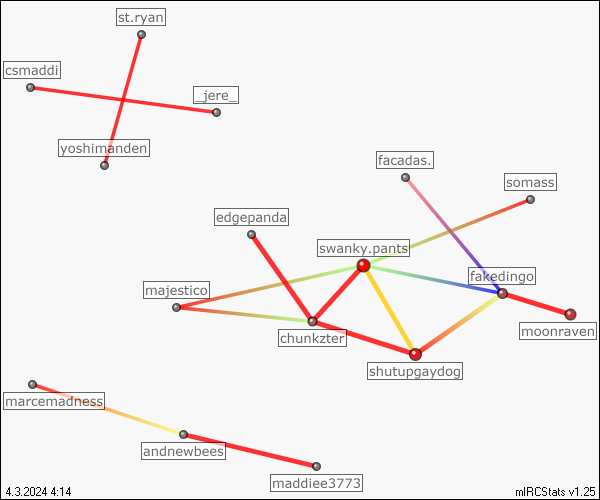 st.ryan
csmaddi
_jere_
yoshimanden
facadas.
somass
edgepanda
swanky.pants
fakedingo
majestico
moonraven
chunkzter
shutupgaydog
marcemadness
andnewbees
maddiee3773
4.3.2024 4:14
mIRCStats v1.25